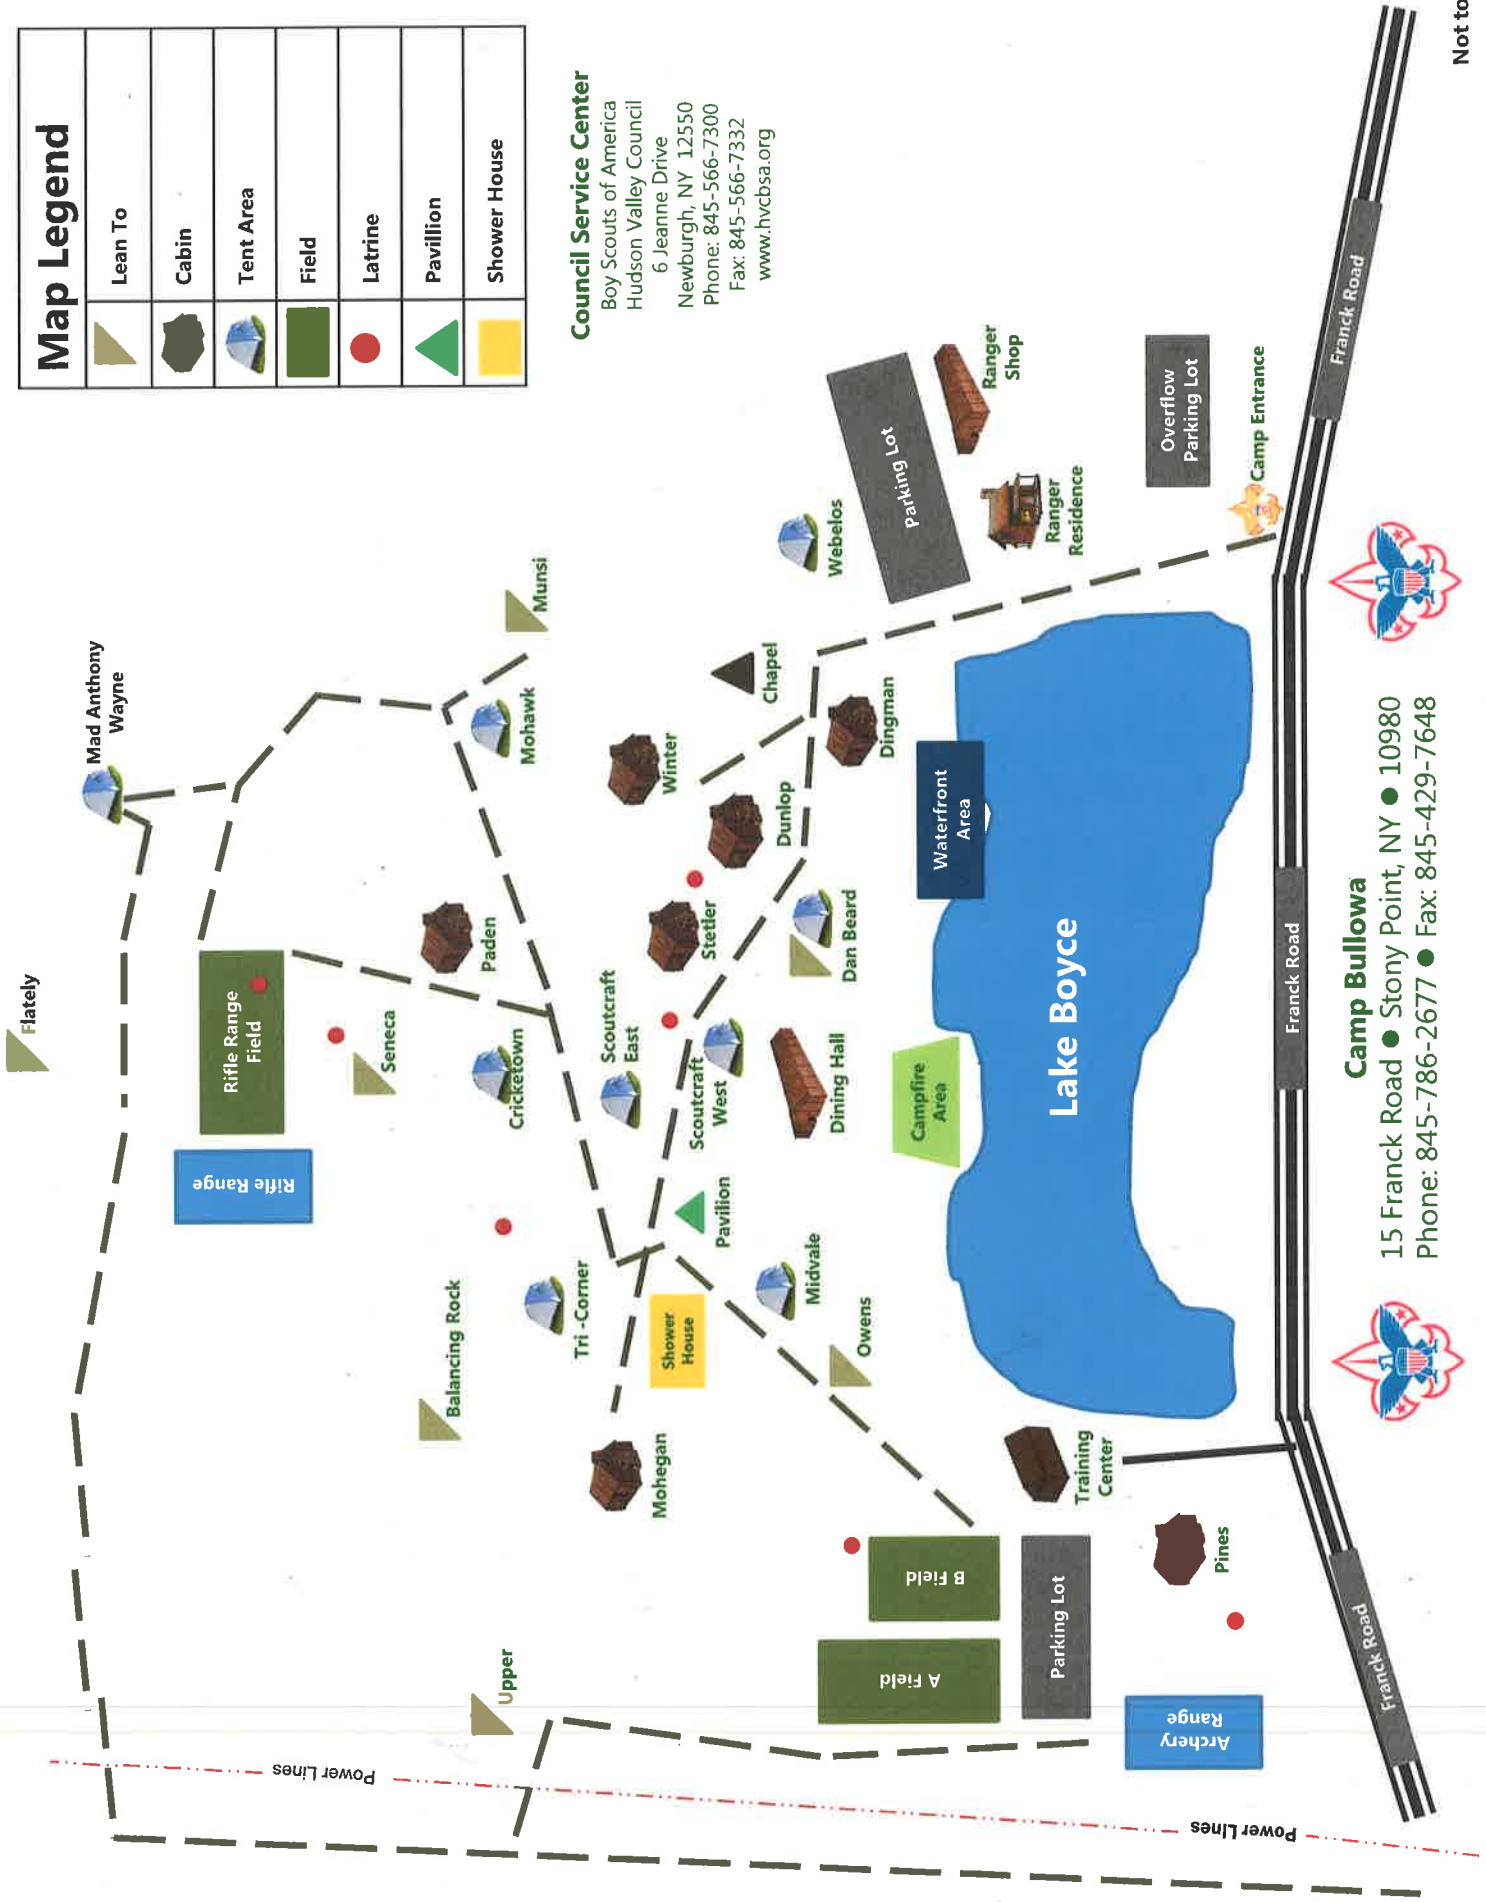 Map Legend
Lean To
Cabin
Tent Area
Field
Latrine
Pavillion
Shower House
Council Service Center
Boy Scouts of America
Hudson Valley Council
6 Jeanne Drive
Newburgh, NY 12550
Phone: 845-566-7300
Fax: 845-566-7332
www.hvcbsa.org
Flately
Mad Anthony
Wayne
Rifle Range
Field
Rifle Range
Seneca
Munsi
Mohawk
Paden
Cricketown
Balancing Rock
Upper
Power Lines
Tri -Corner
Scoutcraft
East
Winter
Stetler
Mohegan
Shower
House
Pavilion
Scoutcraft
West
Dunlop
Chapel
Webelos
Midvale
Dining Hall
Dan Beard
Dingman
Owens
Parking Lot
Ranger
Shop
Ranger
Residence
Overflow
Parking Lot
Camp Entrance
Campfire
Area
Waterfront
Area
Lake Boyce
A Field
B Field
Parking Lot
Training
Center
Pines
Archery
Range
Power Lines
Franck Road
Franck Road
Franck Road
Camp Bullowa
15 Franck Road ● Stony Point, NY ● 10980
Phone: 845-786-2677 ● Fax: 845-429-7648
Not to